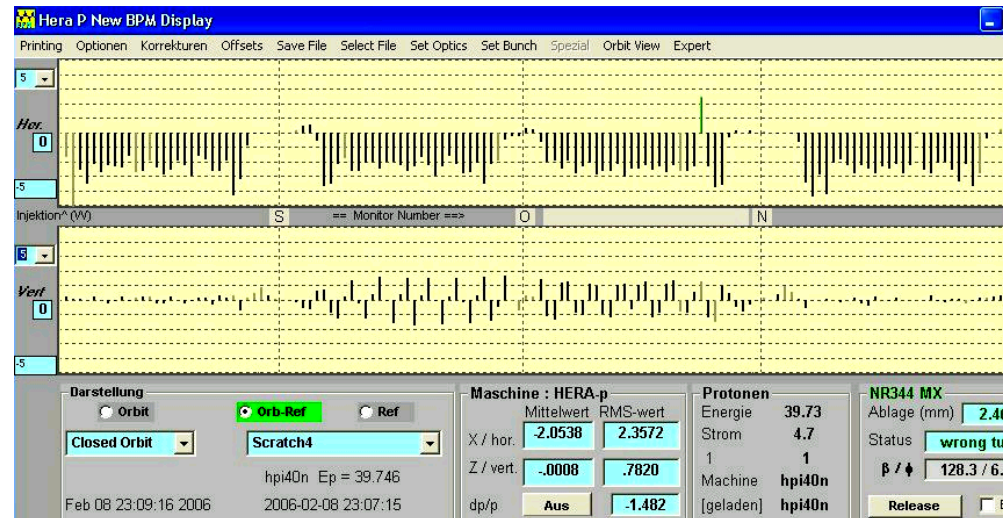 Hera P New BPM Display
Printing Optionen Korrekturen Offsets Save File Select File Set Optics Set Bunch Spezial Orbit View Expert
5
Hor.
0
-5
Injektion^ (W) S == Monitor Number ==> O N
5
Vert
0
-5
Darstellung Maschine : HERA-p Protonen NR344 MX
Orbit Orb-Ref Ref Mittelwert RMS-wert Energie 39.73 Ablage (mm)
Closed Orbit Scratch4 X / hor. -2.0538 2.3572 Strom 4.7 Status wrong
hpi40n Ep = 39.746 Z / vert. -.0008 .7820 1 1 β / ϕ 128.3 /
Machine hpi40n
Feb 08 23:09:16 2006 2006-02-08 23:07:15 dp/p Aus -1.482 [geladen] hpi40n Release